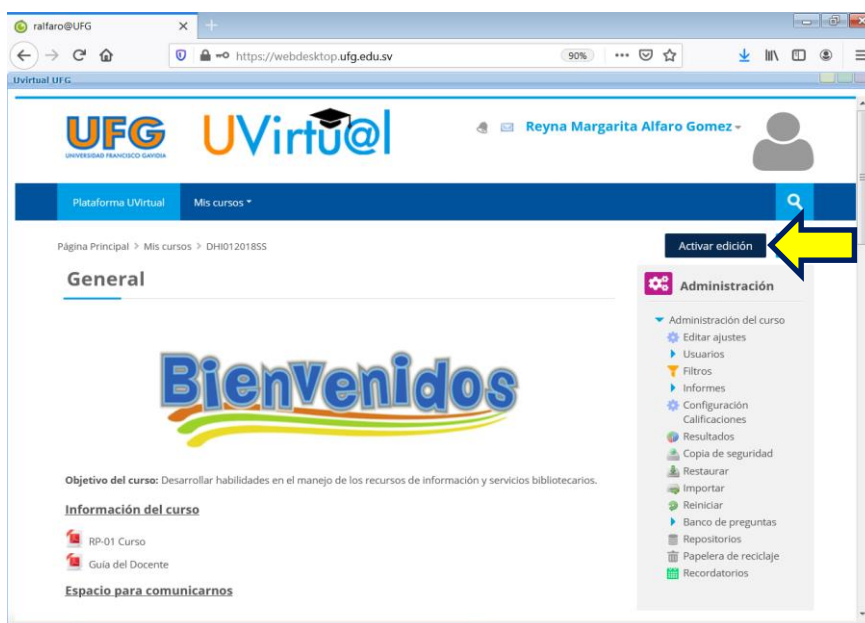 ralfaro@UFG
https://webdesktop.ufg.edu.sv
90%
Uvirtual UFG
UFG
UNIVERSIDAD FRANCISCO GAVIDIA
UVirtu@l
Reyna Margarita Alfaro Gomez
Plataforma UVirtual
Mis cursos
Página Principal > Mis cursos > DHI012018SS
Activar edición
General
Bienvenidos
Objetivo del curso: Desarrollar habilidades en el manejo de los recursos de información y servicios bibliotecarios.
Información del curso
RP-01 Curso
Guía del Docente
Espacio para comunicarnos
Administración
Administración del curso
Editar ajustes
Usuarios
Filtros
Informes
Configuración
Calificaciones
Resultados
Copia de seguridad
Restaurar
Importar
Reiniciar
Banco de preguntas
Repositorios
Papelera de reciclaje
Recordatorios